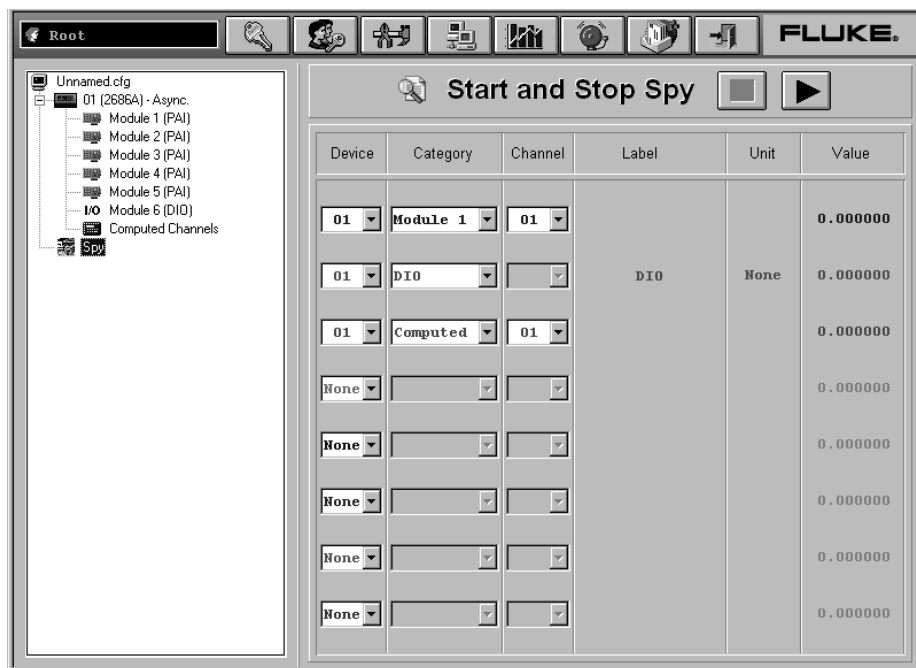 Root
FLUKE®
Unnamed.cfg
01 (2686A) - Async.
Module 1 (PAI)
Module 2 (PAI)
Module 3 (PAI)
Module 4 (PAI)
Module 5 (PAI)
I/O Module 6 (DIO)
Computed Channels
Spy
Start and Stop Spy
Device Category Channel Label Unit Value
01 Module 1 01 0.000000
01 DIO DIO None 0.000000
01 Computed 01 0.000000
None 0.000000
None 0.000000
None 0.000000
None 0.000000
None 0.000000